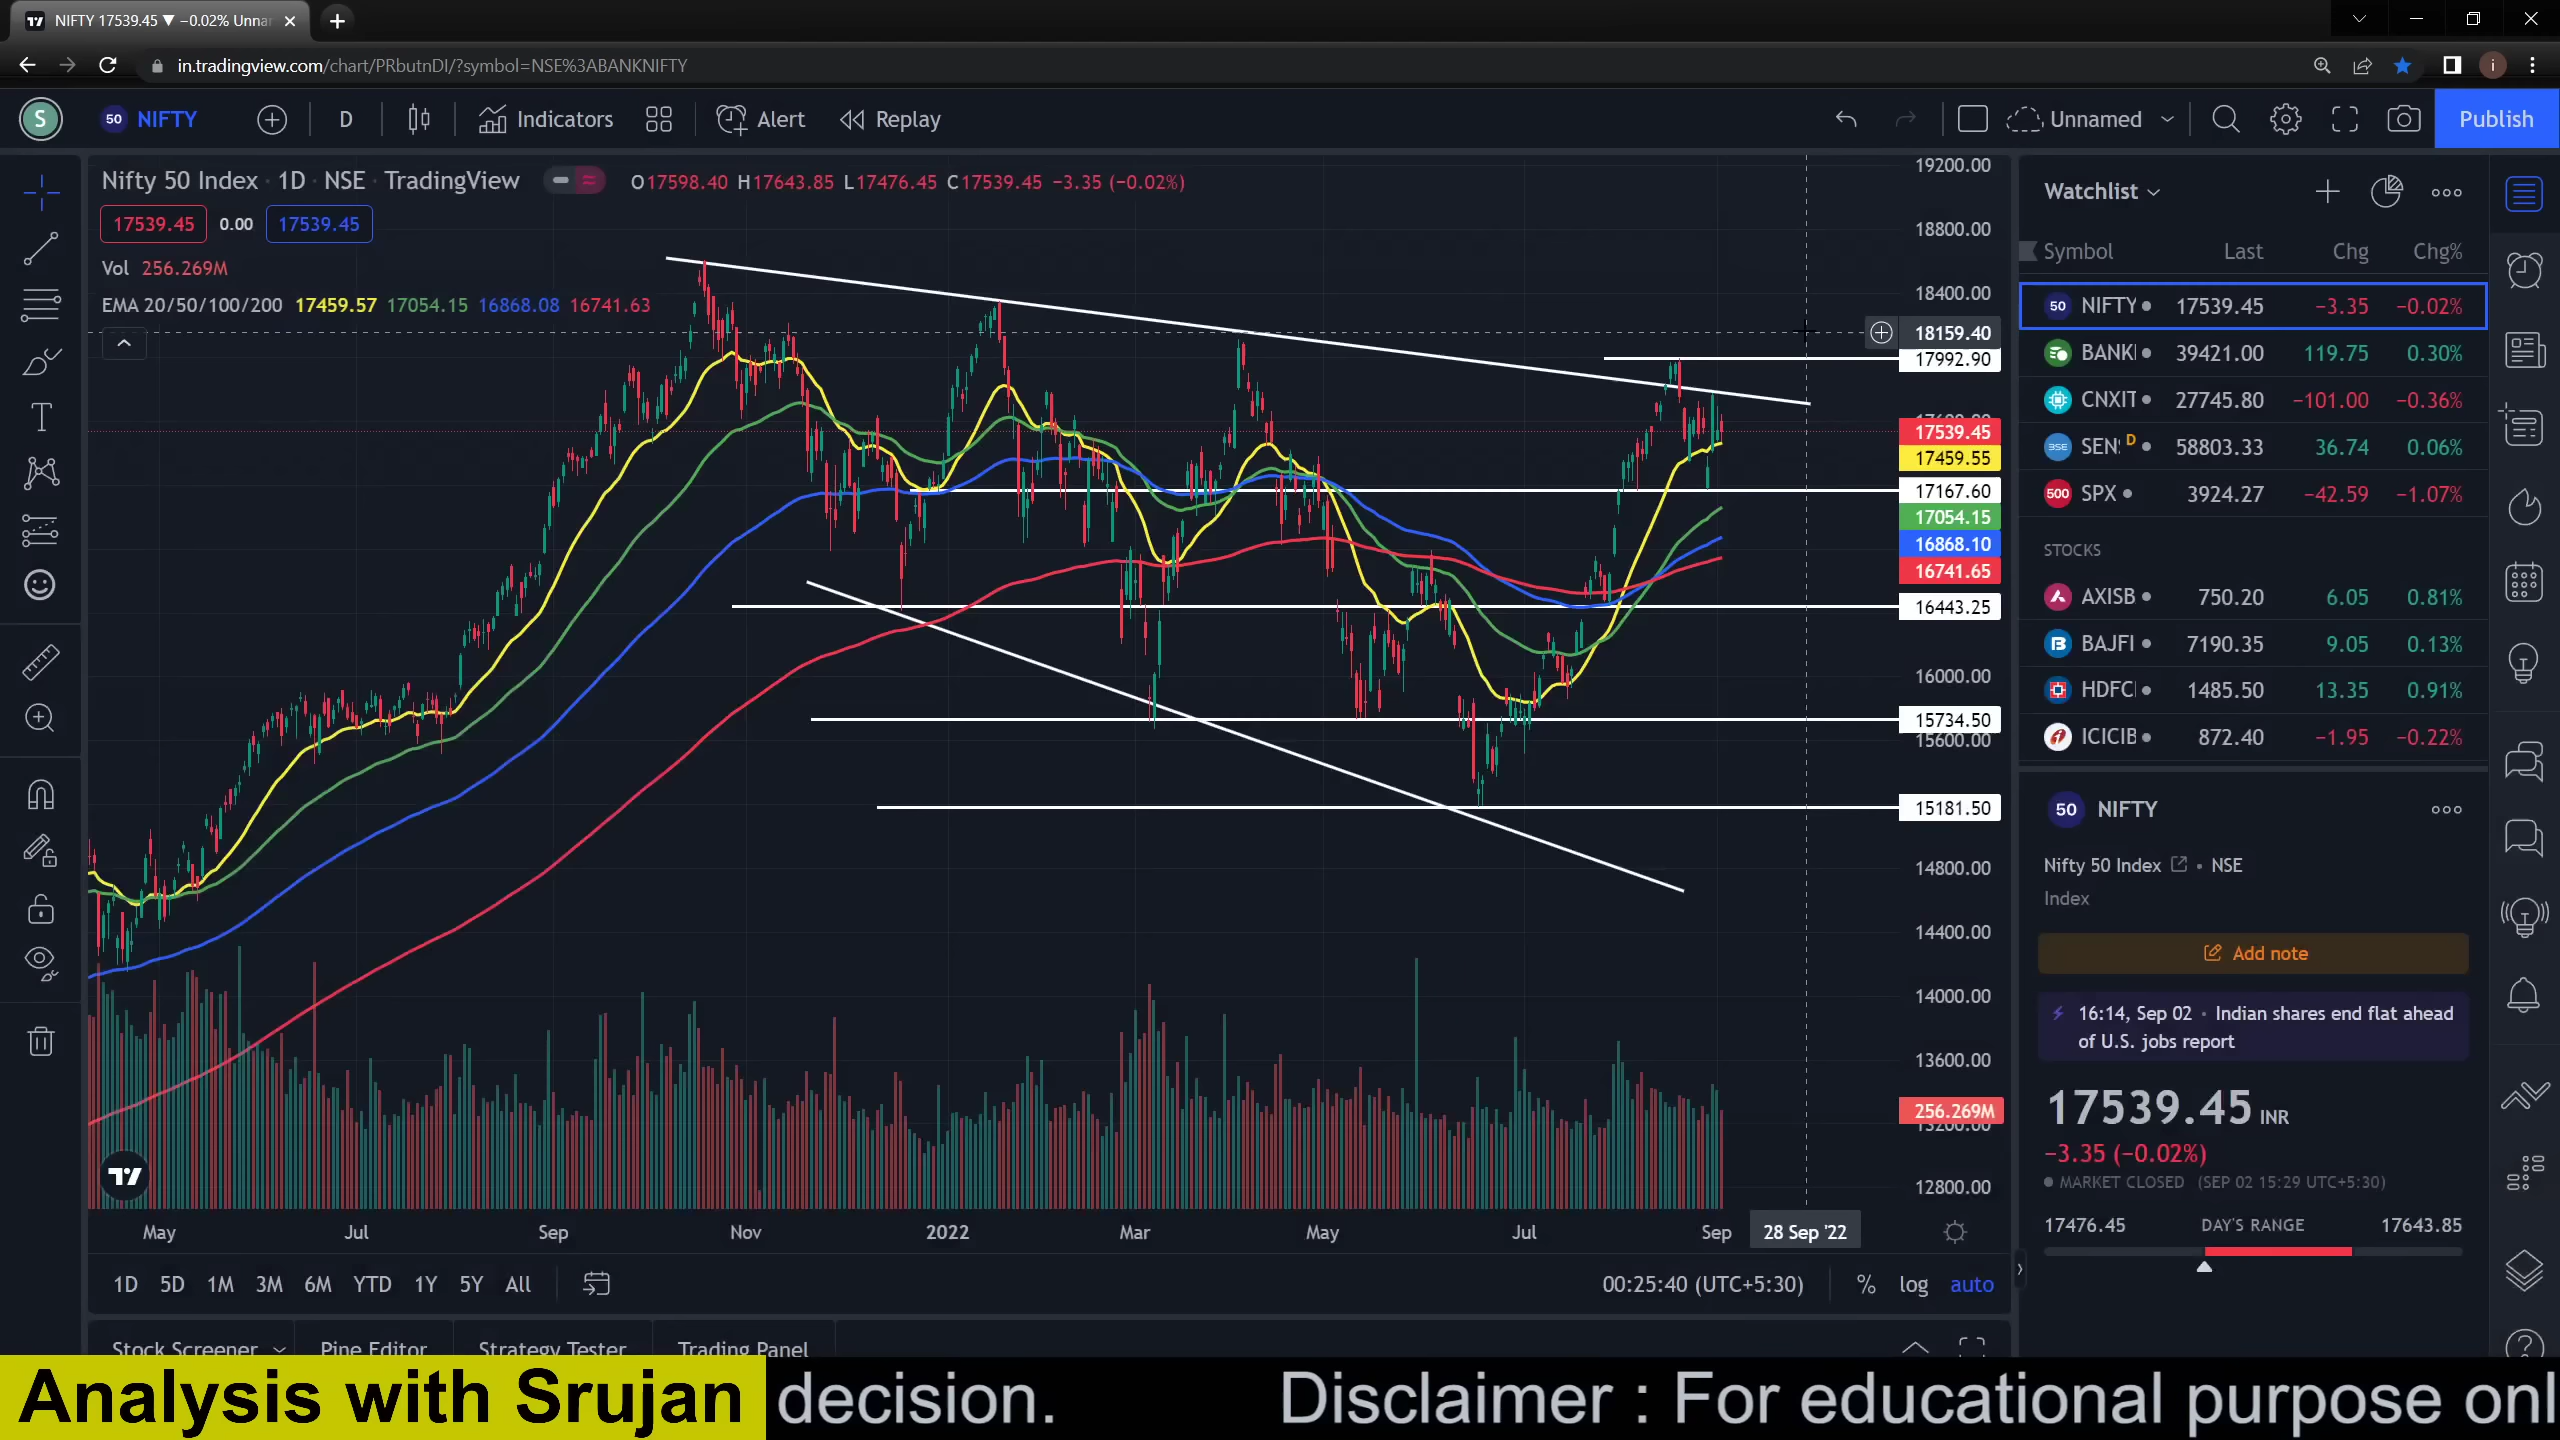 NIFTY 17539.45 ▼ −0.02% Unna
in.tradingview.com/chart/PRbutnDI/?symbol=NSE%3ABANKNIFTY
i
S
50 NIFTY D Indicators Alert Replay Unnamed Publish
Nifty 50 Index · 1D · NSE · TradingView O17598.40 H17643.85 L17476.45 C17539.45 −3.35 (−0.02%)
17539.45 0.00 17539.45
Vol 256.269M
EMA 20/50/100/200 17459.57 17054.15 16868.08 16741.63
19200.00
18800.00
18400.00
18159.40
17992.90
17539.45
17459.55
17167.60
17054.15
16868.10
16741.65
16443.25
16000.00
15734.50
15600.00
15181.50
14800.00
14400.00
14000.00
13600.00
256.269M
13200.00
12800.00
May Jul Sep Nov 2022 Mar May Jul Sep 28 Sep '22
1D 5D 1M 3M 6M YTD 1Y 5Y All 00:25:40 (UTC+5:30) % log auto
Stock Screener Pine Editor Strategy Tester Trading Panel
Watchlist
Symbol Last Chg Chg%
50 NIFTY 17539.45 −3.35 −0.02%
BANKI 39421.00 119.75 0.30%
CNXIT 27745.80 −101.00 −0.36%
BSE SEN: D 58803.33 36.74 0.06%
500 SPX 3924.27 −42.59 −1.07%
STOCKS
AXISB 750.20 6.05 0.81%
BAJFI 7190.35 9.05 0.13%
HDFC 1485.50 13.35 0.91%
ICICIB 872.40 −1.95 −0.22%
50 NIFTY
Nifty 50 Index · NSE
Index
Add note
16:14, Sep 02 · Indian shares end flat ahead
of U.S. jobs report
17539.45 INR
−3.35 (−0.02%)
MARKET CLOSED (SEP 02 15:29 UTC+5:30)
17476.45 DAY'S RANGE 17643.85
Analysis with Srujan decision. Disclaimer : For educational purpose onl